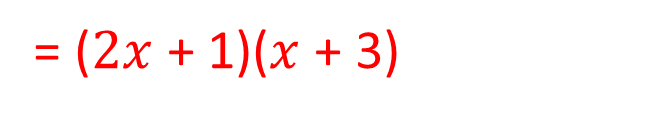 = (2𝑥 + 1)(𝑥 + 3)